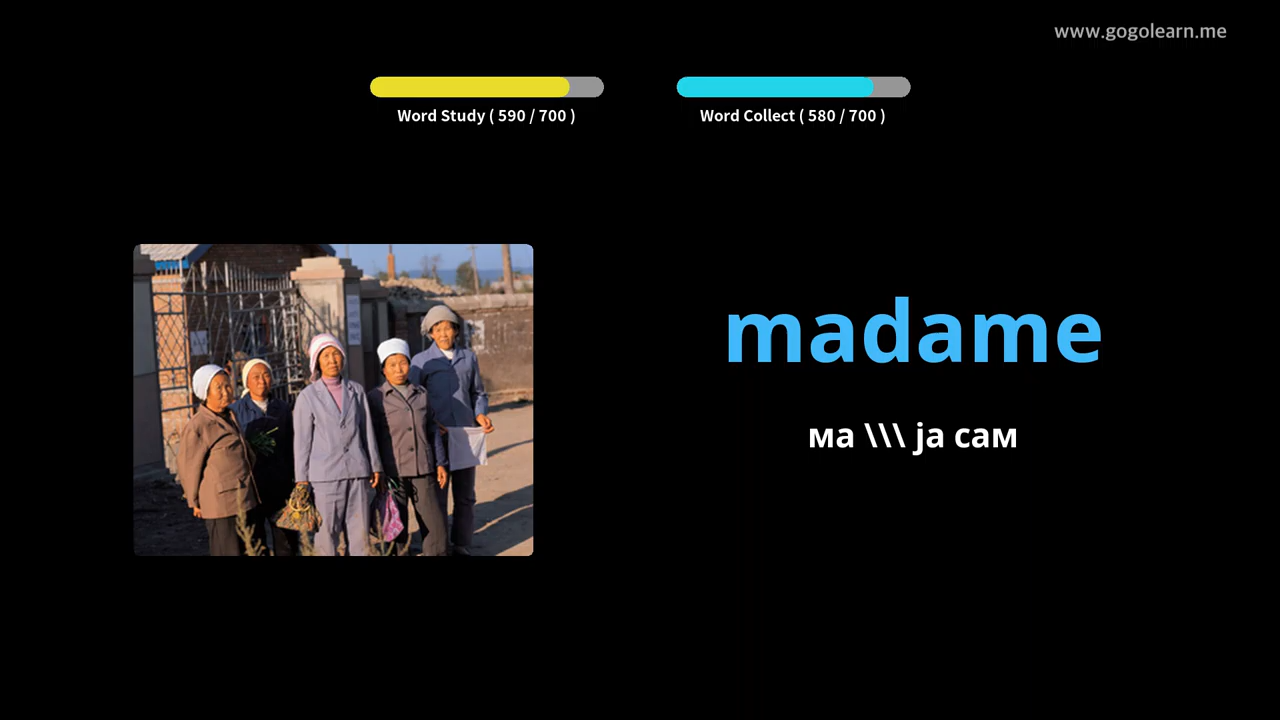 www.gogolearn.me
Word Study ( 590 / 700 )
Word Collect ( 580 / 700 )
madame
ма \\\ ја сам